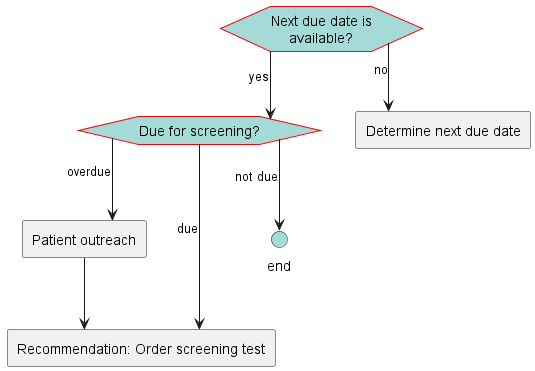 Next due date is
available?
yes
no
Due for screening?
Determine next due date
overdue
due
not due
Patient outreach
end
Recommendation: Order screening test